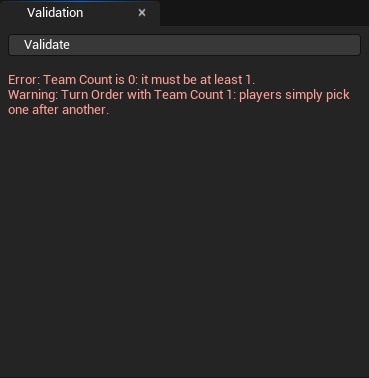 Validation
Validate
Error: Team Count is 0: it must be at least 1.
Warning: Turn Order with Team Count 1: players simply pick
one after another.